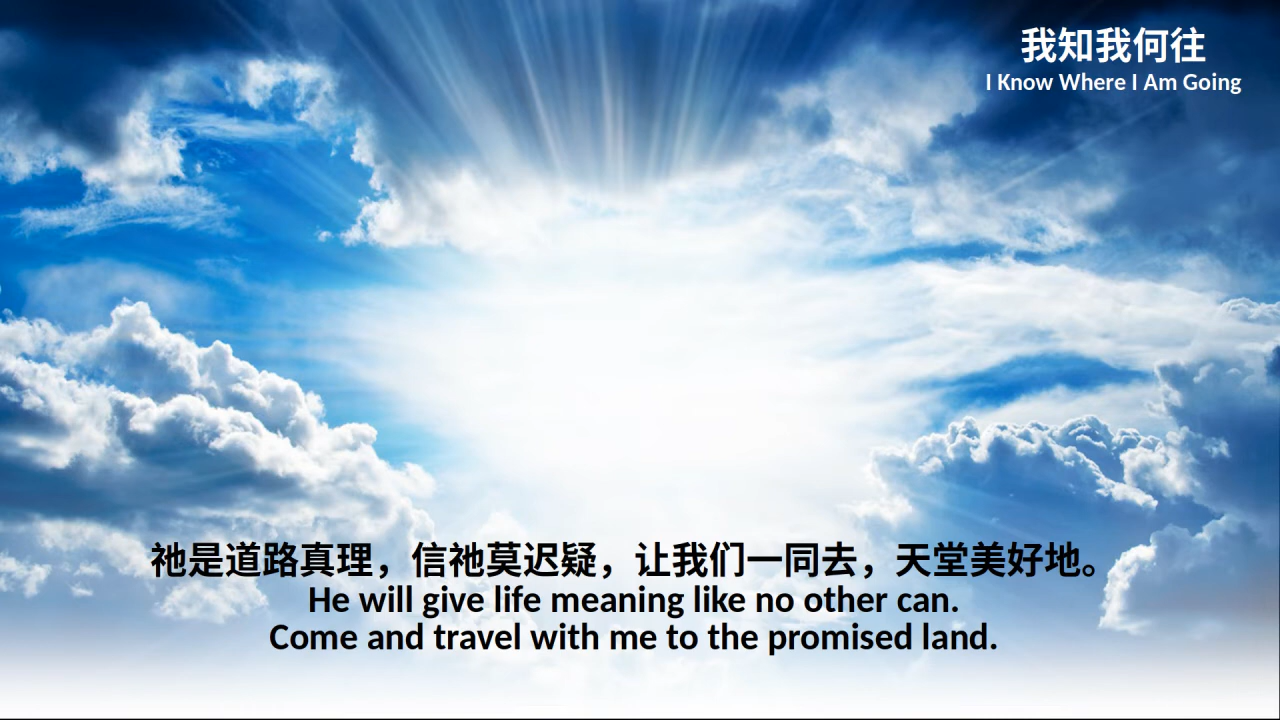 我知我何往
I Know Where I Am Going
祂是道路真理，信祂莫迟疑，让我们一同去，天堂美好地。
He will give life meaning like no other can.
Come and travel with me to the promised land.